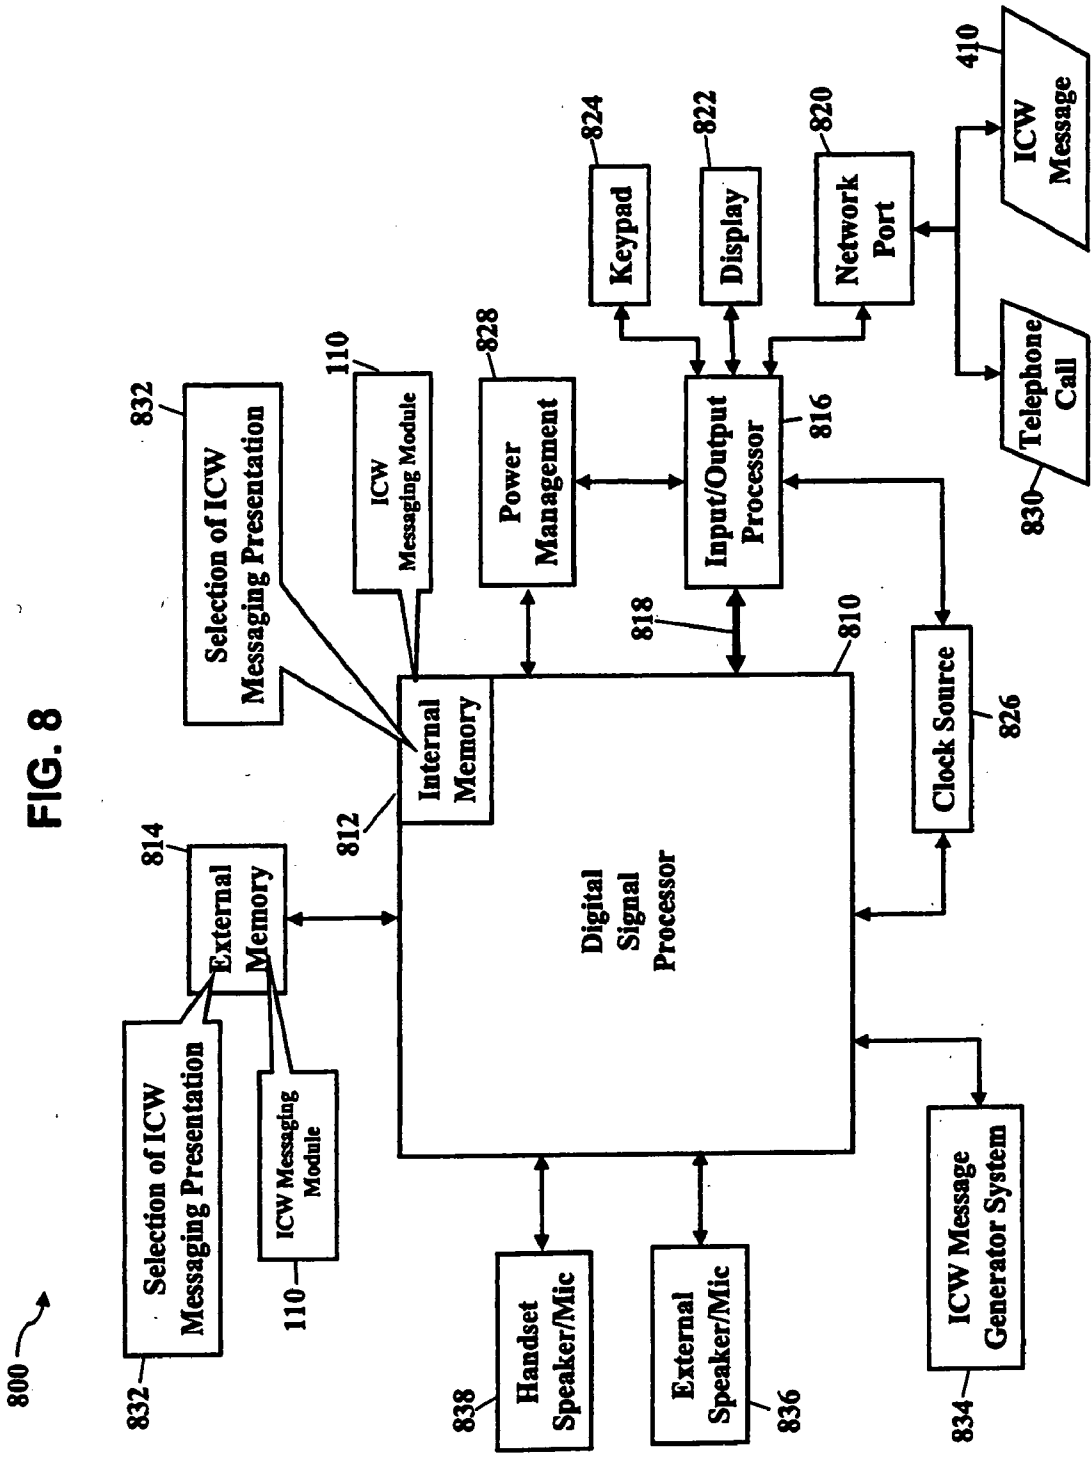 FIG. 8
800
832
Selection of ICW
Messaging Presentation
110
ICW Messaging
Module
814
External
Memory
832
Selection of ICW
Messaging Presentation
110
ICW
Messaging Module
812
Internal
Memory
828
Power
Management
824
Keypad
822
Display
820
Network
Port
838
Handset
Speaker/Mic
836
External
Speaker/Mic
Digital
Signal
Processor
810
818
Input/Output
Processor
816
834
ICW Message
Generator System
Clock Source
826
830
Telephone
Call
410
ICW
Message